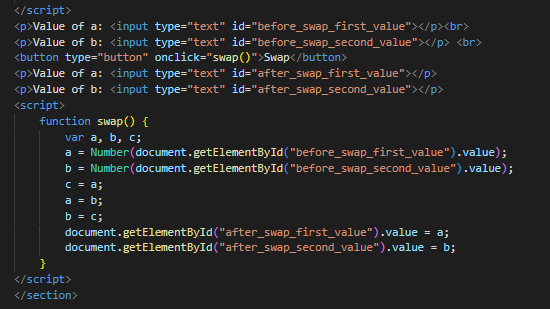 </script>
<p>Value of a: <input type="text" id="before_swap_first_value"></p><br>
<p>Value of b: <input type="text" id="before_swap_second_value"></p> <br>
<button type="button" onclick="swap()">Swap</button>
<p>Value of a: <input type="text" id="after_swap_first_value"></p>
<p>Value of b: <input type="text" id="after_swap_second_value"></p>
<script>
    function swap() {
        var a, b, c;
        a = Number(document.getElementById("before_swap_first_value").value);
        b = Number(document.getElementById("before_swap_second_value").value);
        c = a;
        a = b;
        b = c;
        document.getElementById("after_swap_first_value").value = a;
        document.getElementById("after_swap_second_value").value = b;
    }
</script>
</section>